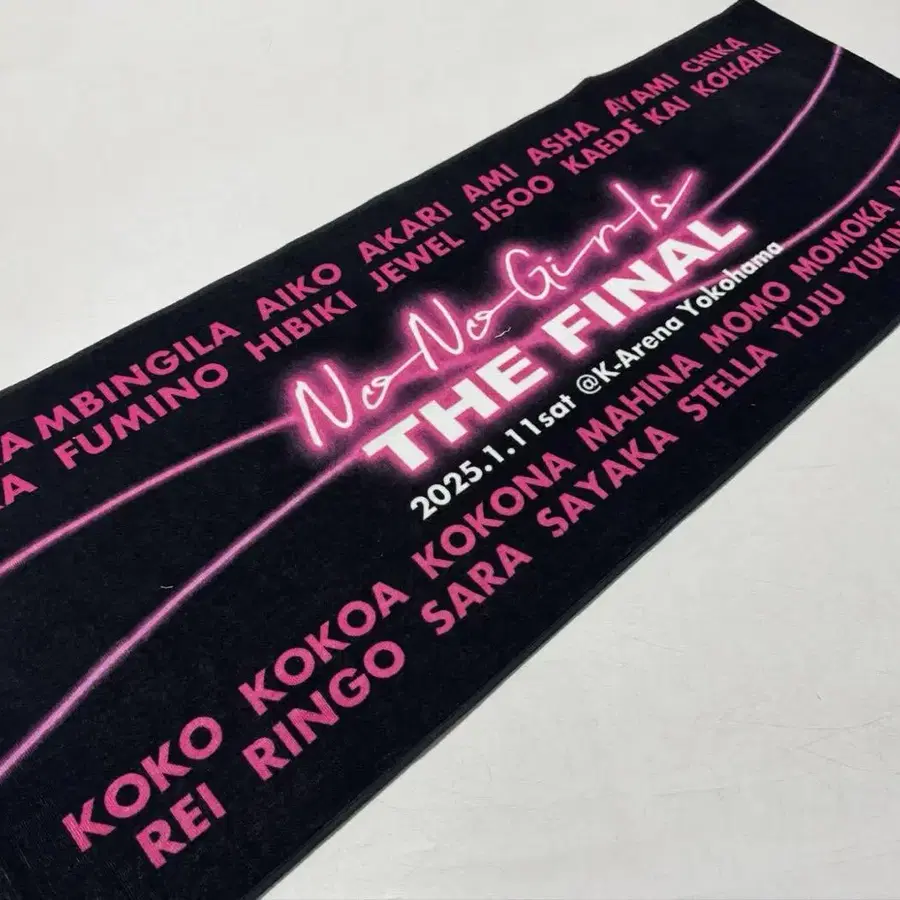 MBINGILA AIKO AKARI AMI ASHA AYAMI CHIKA
FUMINO HIBIKI JEWEL JISOO KAEDE KAI KOHARU
No No Girls
THE FINAL
2025.1.11sat @K-Arena Yokohama
KOKO KOKOA KOKONA MAHINA MOMO MOMOKA
REI RINGO SARA SAYAKA STELLA YUJU